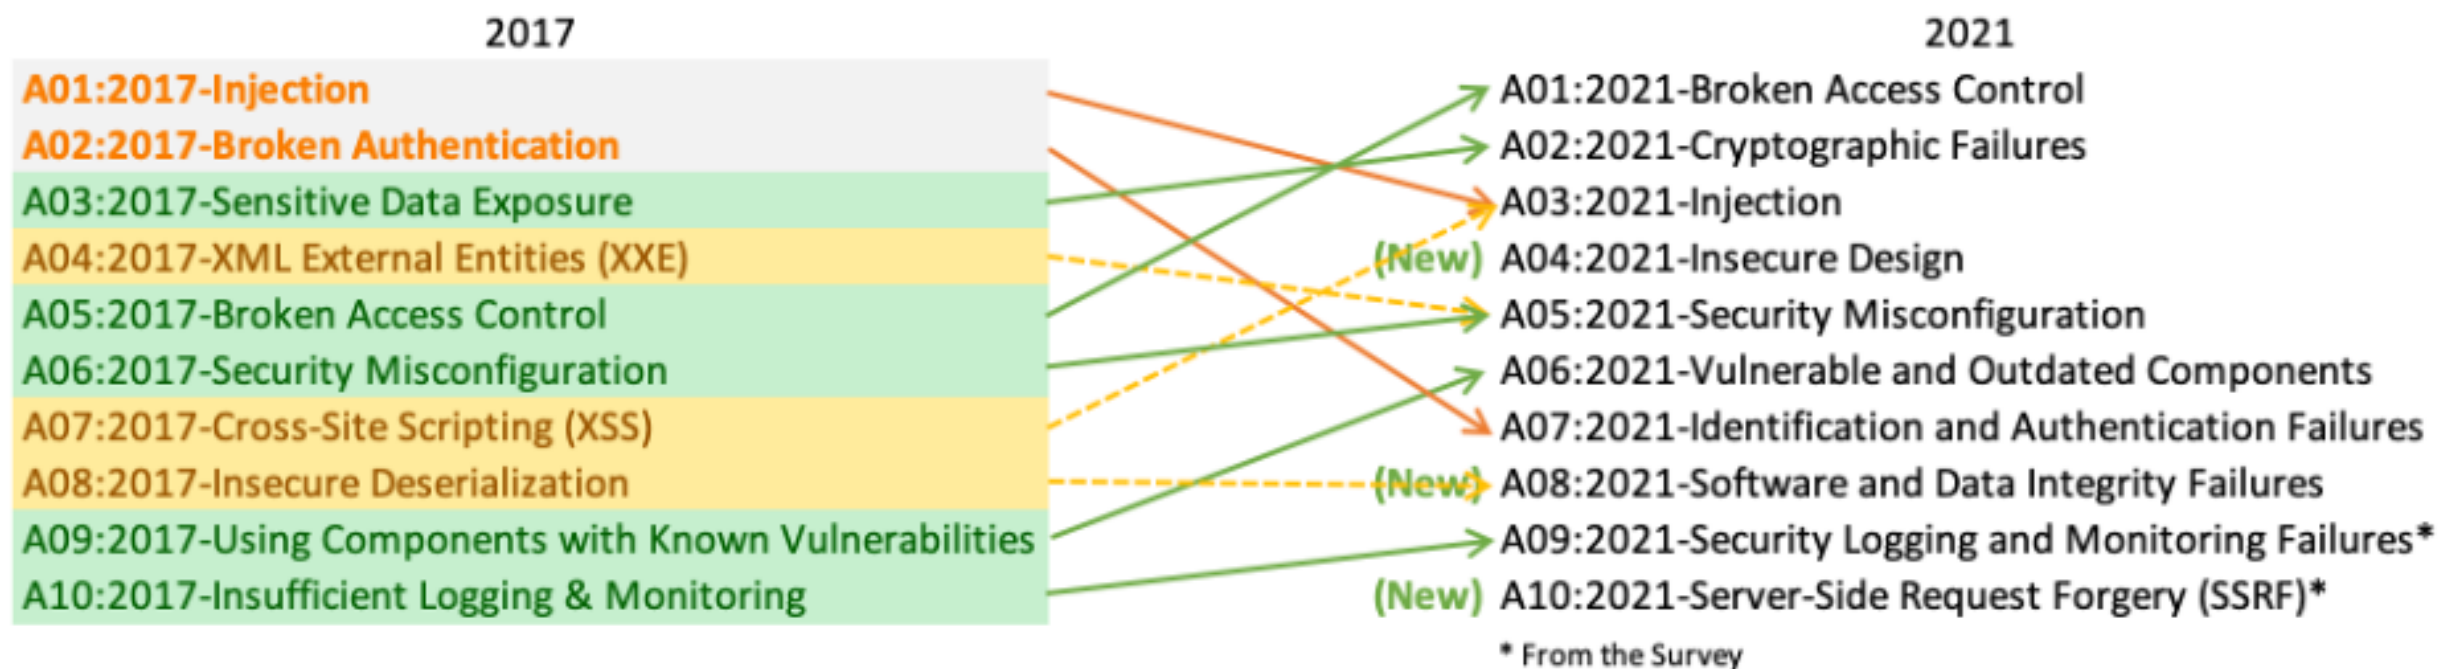 2017
A01:2017-Injection
A02:2017-Broken Authentication
A03:2017-Sensitive Data Exposure
A04:2017-XML External Entities (XXE)
A05:2017-Broken Access Control
A06:2017-Security Misconfiguration
A07:2017-Cross-Site Scripting (XSS)
A08:2017-Insecure Deserialization
A09:2017-Using Components with Known Vulnerabilities
A10:2017-Insufficient Logging & Monitoring
2021
A01:2021-Broken Access Control
A02:2021-Cryptographic Failures
A03:2021-Injection
(New) A04:2021-Insecure Design
A05:2021-Security Misconfiguration
A06:2021-Vulnerable and Outdated Components
A07:2021-Identification and Authentication Failures
(New) A08:2021-Software and Data Integrity Failures
A09:2021-Security Logging and Monitoring Failures*
(New) A10:2021-Server-Side Request Forgery (SSRF)*
* From the Survey